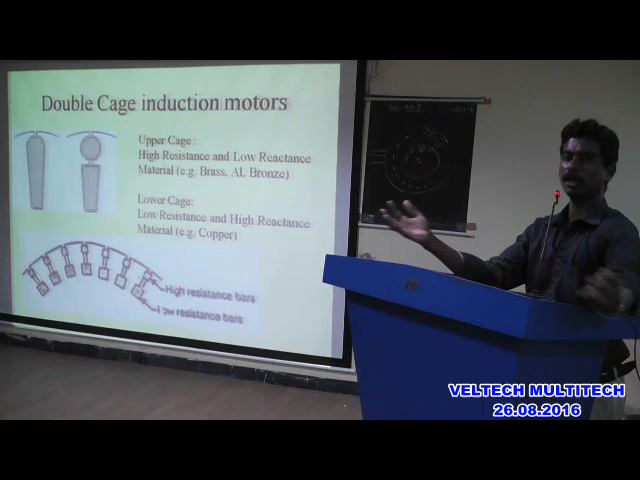 Double Cage induction motors
Upper Cage :
High Resistance and Low Reactance
Material (e.g. Brass, Al, Bronze)
Lower Cage:
Low Resistance and High Reactance
Material (e.g. Copper)
High resistance bars
Low resistance bars
VELTECH MULTITECH
26.08.2016